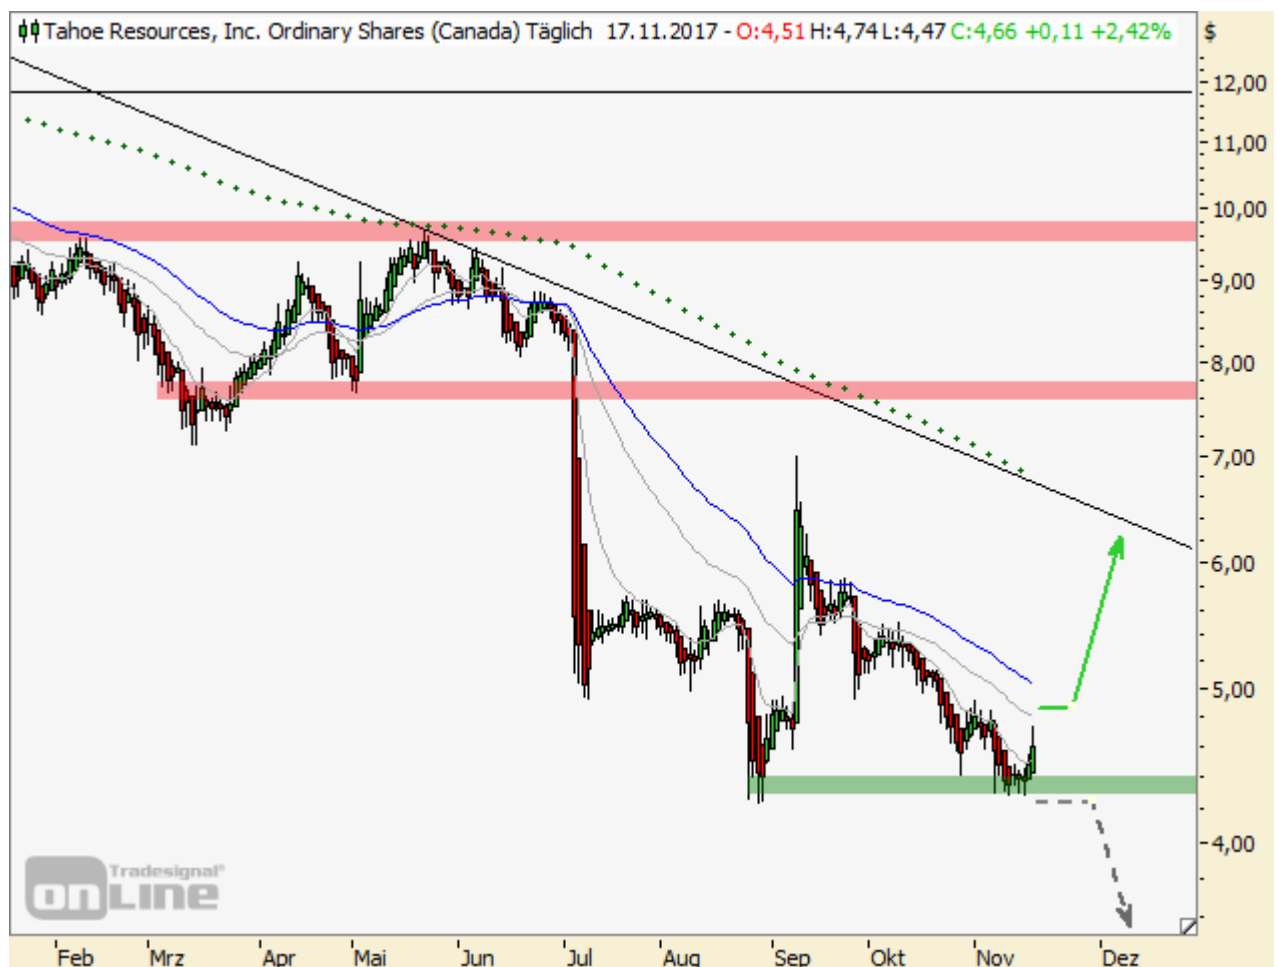 Tahoe Resources, Inc. Ordinary Shares (Canada) Täglich 17.11.2017 - O:4,51 H:4,74 L:4,47 C:4,66 +0,11 +2,42% $
12,00
11,00
10,00
9,00
8,00
7,00
6,00
5,00
4,00
Tradesignal®
onLine
Feb Mrz Apr Mai Jun Jul Aug Sep Okt Nov Dez